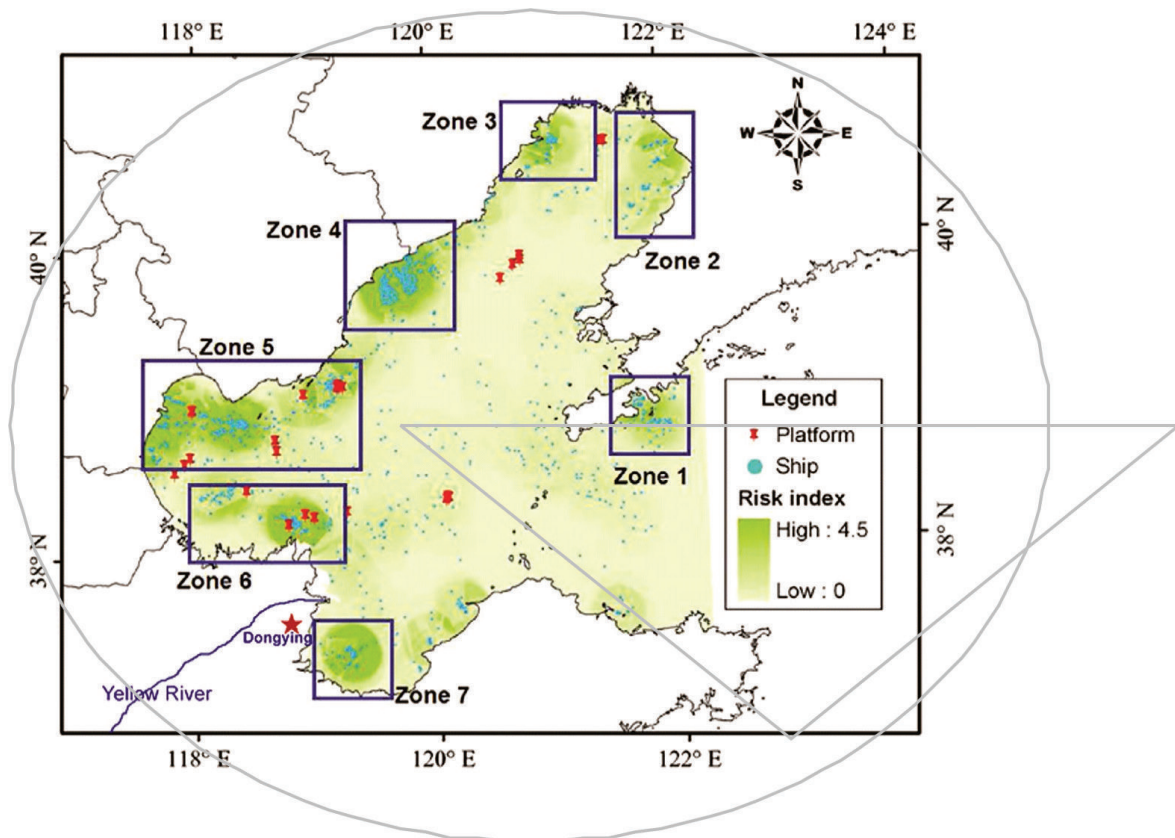 118° E
120° E
122° E
124° E
N
W
E
S
Zone 3
Zone 4
Zone 2
40° N
40° N
Zone 5
Legend
Platform
Ship
Risk index
High : 4.5
Low : 0
Zone 1
38° N
38° N
Zone 6
Dongying
Yellow River
Zone 7
118° E
120° E
122° E